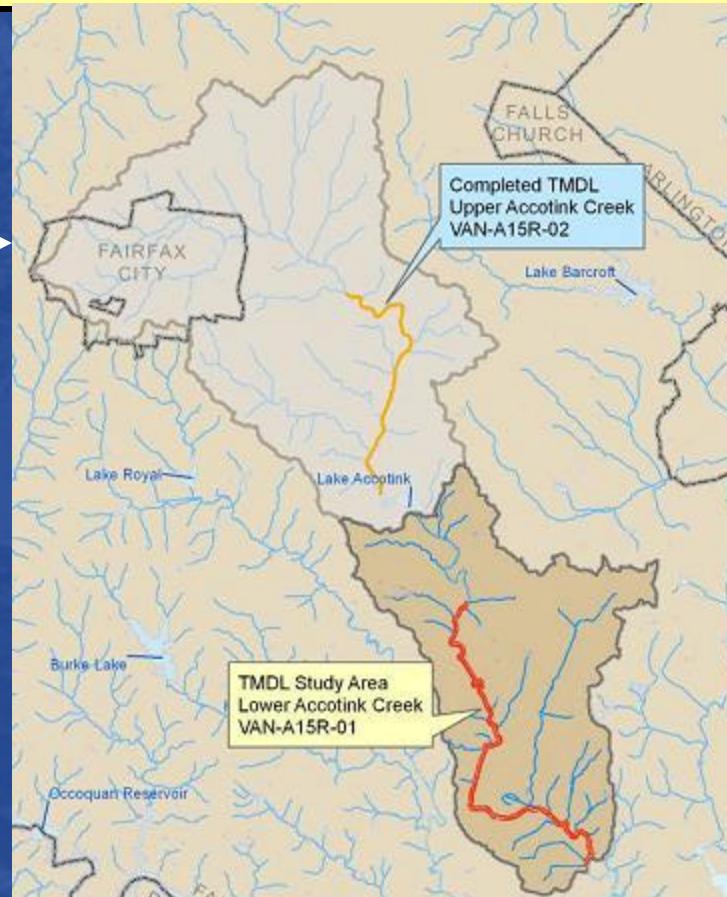 FALLS
CHURCH
ARLINGTON
Completed TMDL
Upper Accotink Creek
VAN-A15R-02
FAIRFAX
CITY
Lake Barcroft
Lake Royal
Lake Accotink
Burke Lake
TMDL Study Area
Lower Accotink Creek
VAN-A15R-01
Occoquan Reservoir